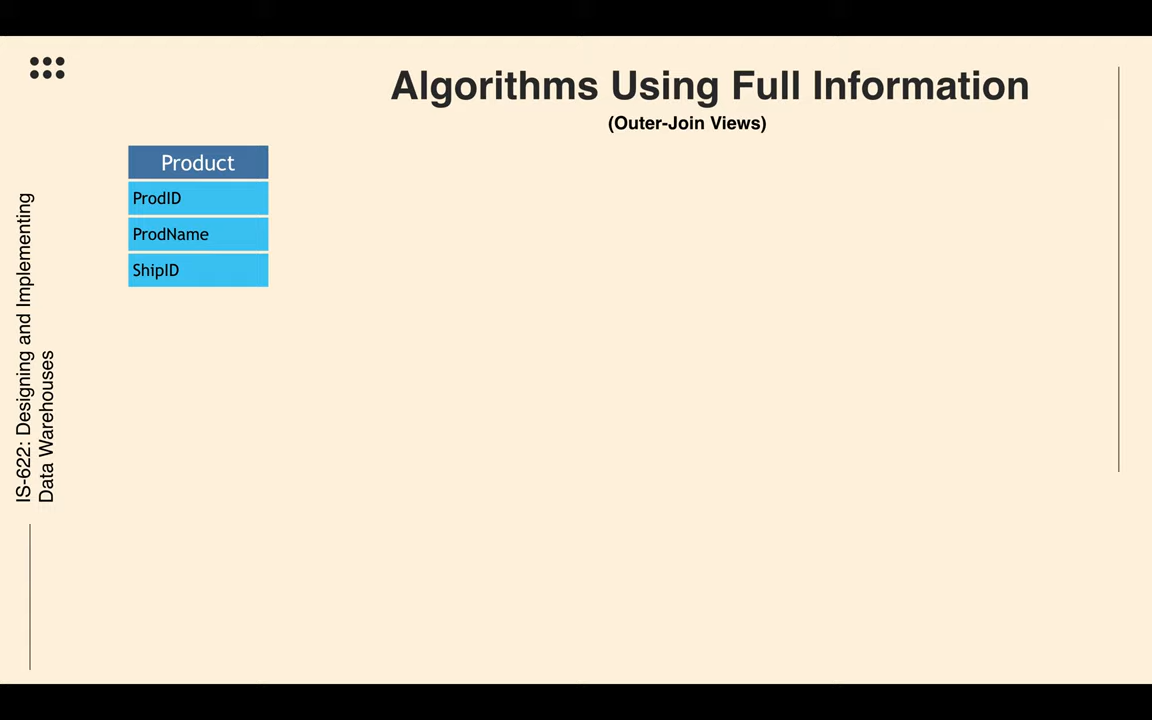 Algorithms Using Full Information
(Outer-Join Views)
Product
ProdID
ProdName
ShipID
IS-622: Designing and Implementing
Data Warehouses